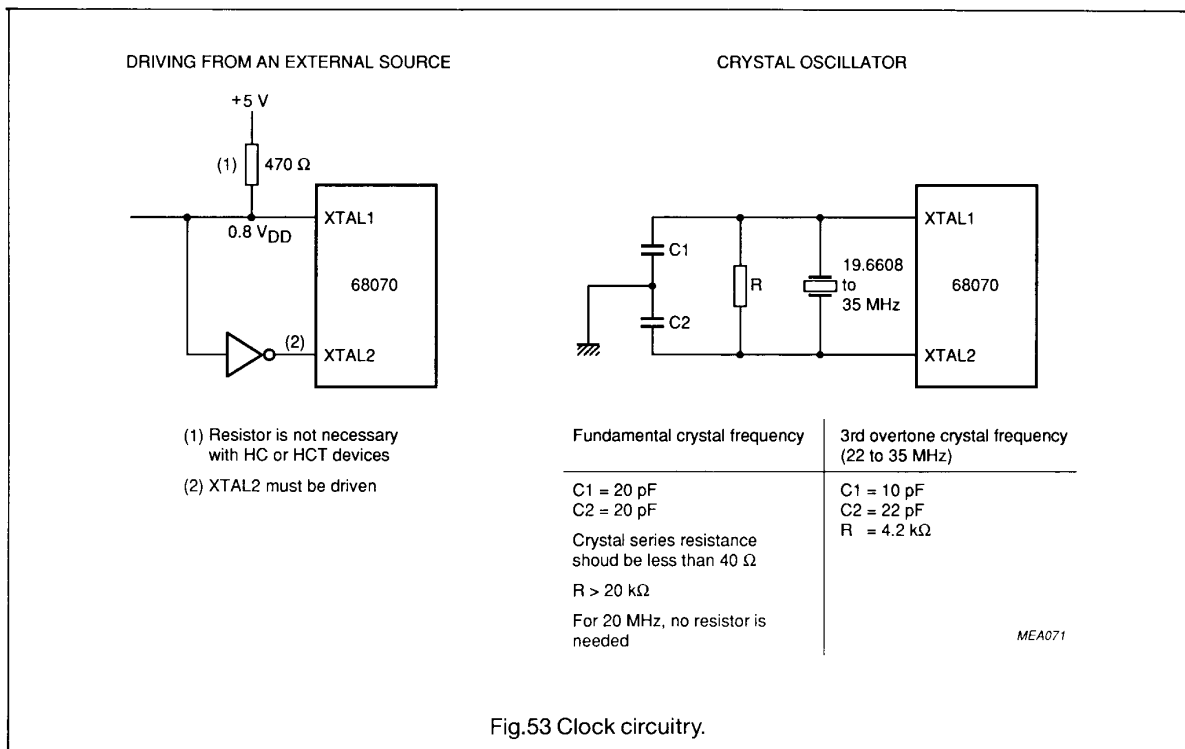 DRIVING FROM AN EXTERNAL SOURCE
+5 V
(1) 470 Ω
XTAL1
0.8 VDD
68070
(2)
XTAL2
(1) Resistor is not necessary
with HC or HCT devices
(2) XTAL2 must be driven
CRYSTAL OSCILLATOR
XTAL1
C1
R
19.6608
to
35 MHz
68070
C2
XTAL2
Fundamental crystal frequency
C1 = 20 pF
C2 = 20 pF
Crystal series resistance
shoud be less than 40 Ω
R > 20 kΩ
For 20 MHz, no resistor is
needed
3rd overtone crystal frequency
(22 to 35 MHz)
C1 = 10 pF
C2 = 22 pF
R = 4.2 kΩ
MEA071
Fig.53 Clock circuitry.